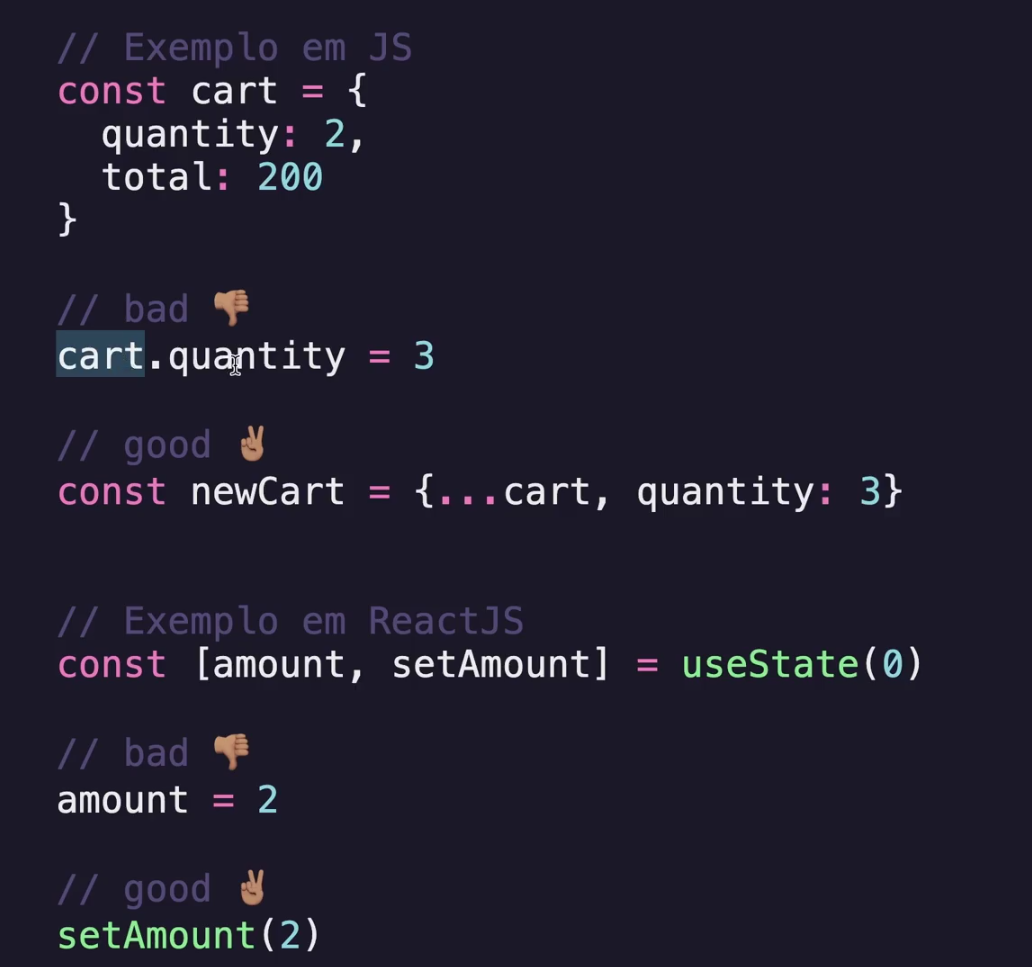 // Exemplo em JS
const cart = {
  quantity: 2,
  total: 200
}
// bad 👎🏽
cart.quantity = 3
// good ✌🏽
const newCart = {...cart, quantity: 3}
// Exemplo em ReactJS
const [amount, setAmount] = useState(0)
// bad 👎🏽
amount = 2
// good ✌🏽
setAmount(2)